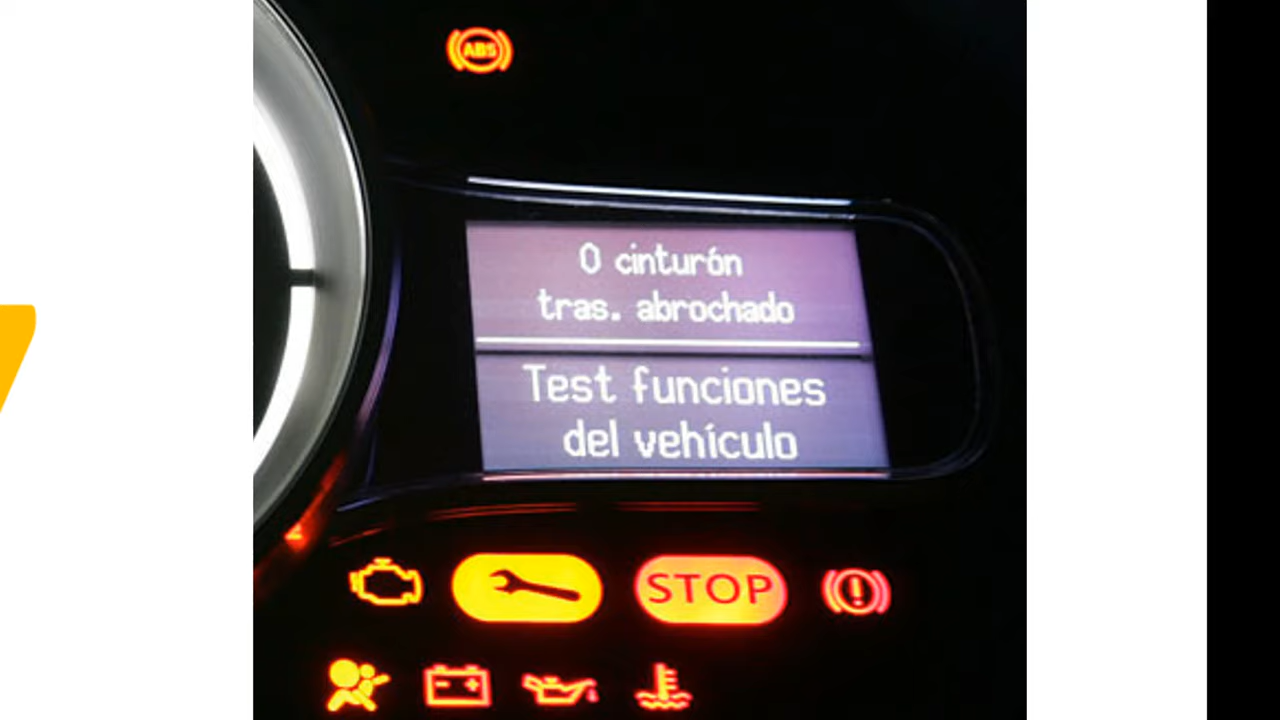 ABS
0 cinturón
tras. abrochado
Test funciones
del vehículo
STOP